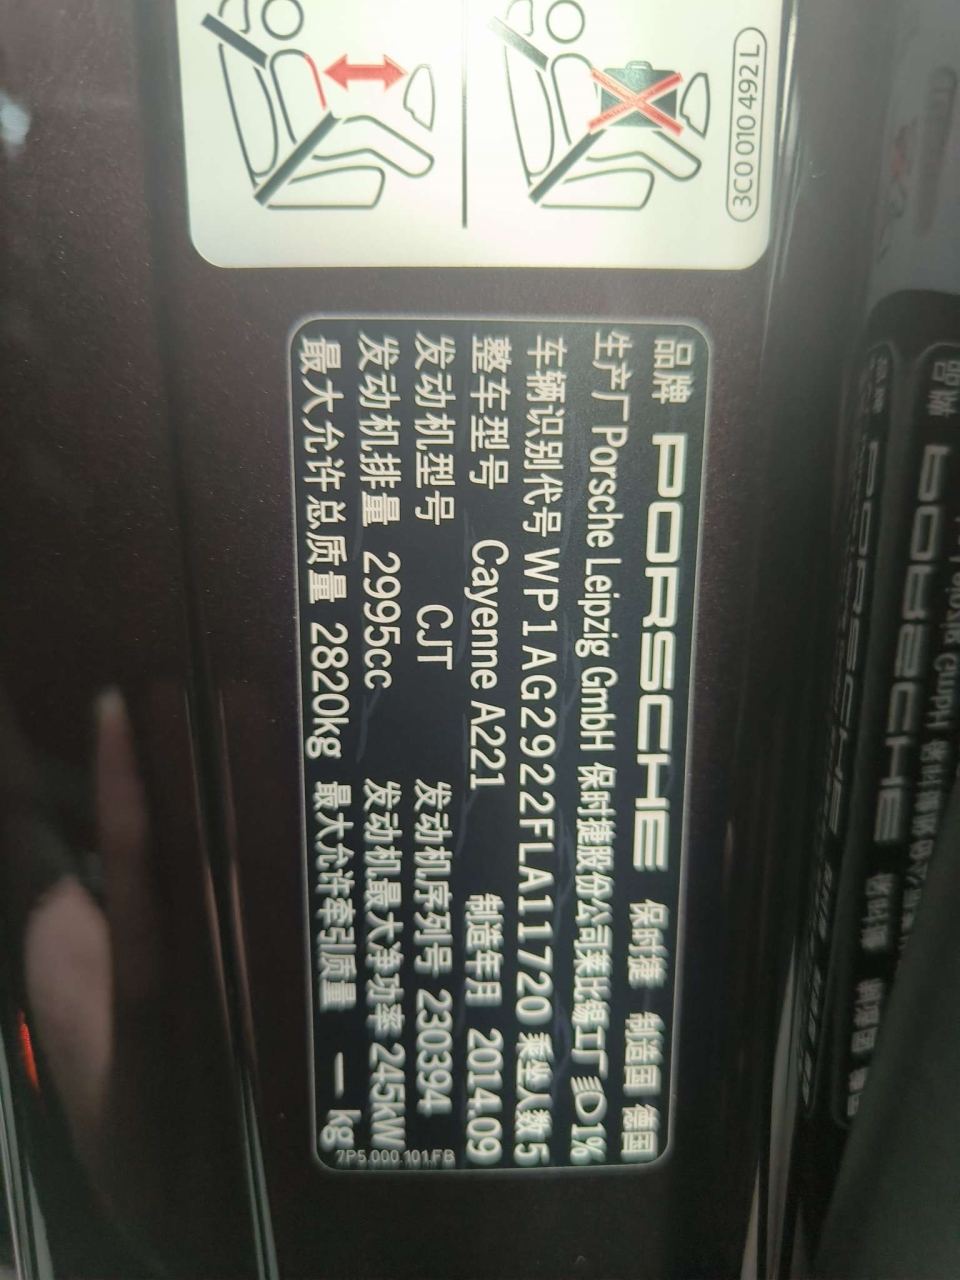 3C0 010 492 L
品牌 PORSCHE 保时捷 制造国 德国
生产厂 Porsche Leipzig GmbH 保时捷股份公司莱比锡工厂 1%
车辆识别代号 WP1AG2922FLA11720 乘坐人数 5
整车型号 Cayenne A221 制造年月 2014.09
发动机型号 CJT 发动机序列号 230394
发动机排量 2995cc 发动机最大净功率 245kW
最大允许总质量 2820kg 最大允许牵引质量 — kg
7P5.000.101.FB